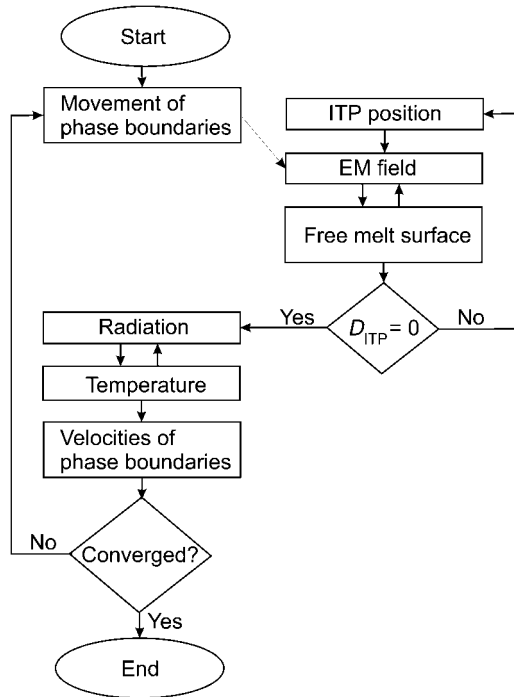 Start
Movement of
phase boundaries
ITP position
EM field
Free melt surface
D_ITP = 0
Yes
No
Radiation
Temperature
Velocities of
phase boundaries
Converged?
No
Yes
End